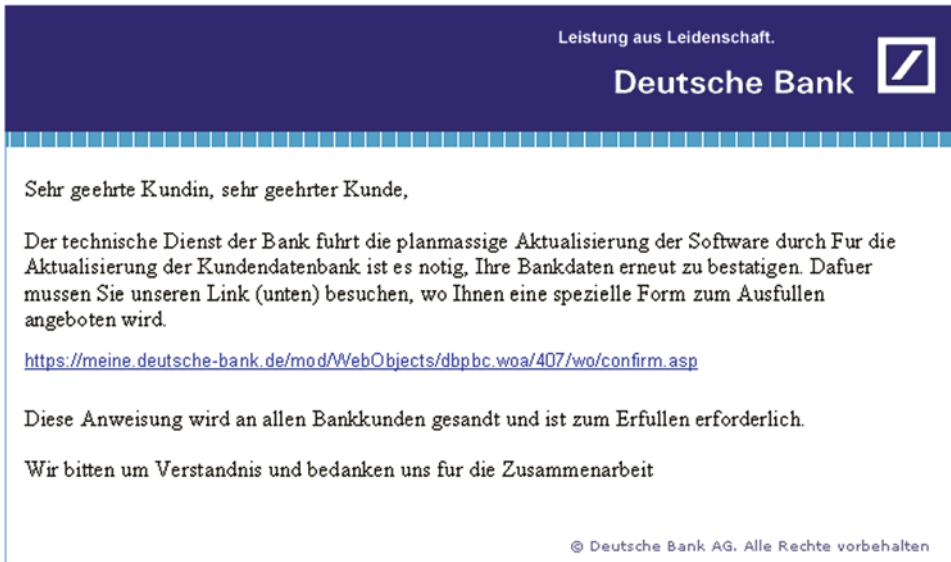 Leistung aus Leidenschaft.
Deutsche Bank
Sehr geehrte Kundin, sehr geehrter Kunde,
Der technische Dienst der Bank fuhrt die planmassige Aktualisierung der Software durch Fur die
Aktualisierung der Kundendatenbank ist es notig, Ihre Bankdaten erneut zu bestatigen. Dafuer
mussen Sie unseren Link (unten) besuchen, wo Ihnen eine spezielle Form zum Ausfullen
angeboten wird.
https://meine.deutsche-bank.de/mod/WebObjects/dbpbc.woa/407/wo/confirm.asp
Diese Anweisung wird an allen Bankkunden gesandt und ist zum Erfullen erforderlich.
Wir bitten um Verstandnis und bedanken uns fur die Zusammenarbeit
© Deutsche Bank AG. Alle Rechte vorbehalten